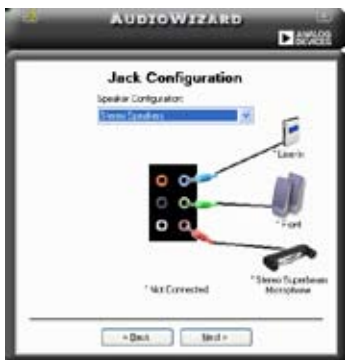 AUDIOWIZARD
ANALOG
DEVICES
Jack Configuration
Speaker Configuration:
Stereo Speakers
* Line-In
* Front
* Stereo Superbeam
Microphone
* Not Connected
< Back
Next >